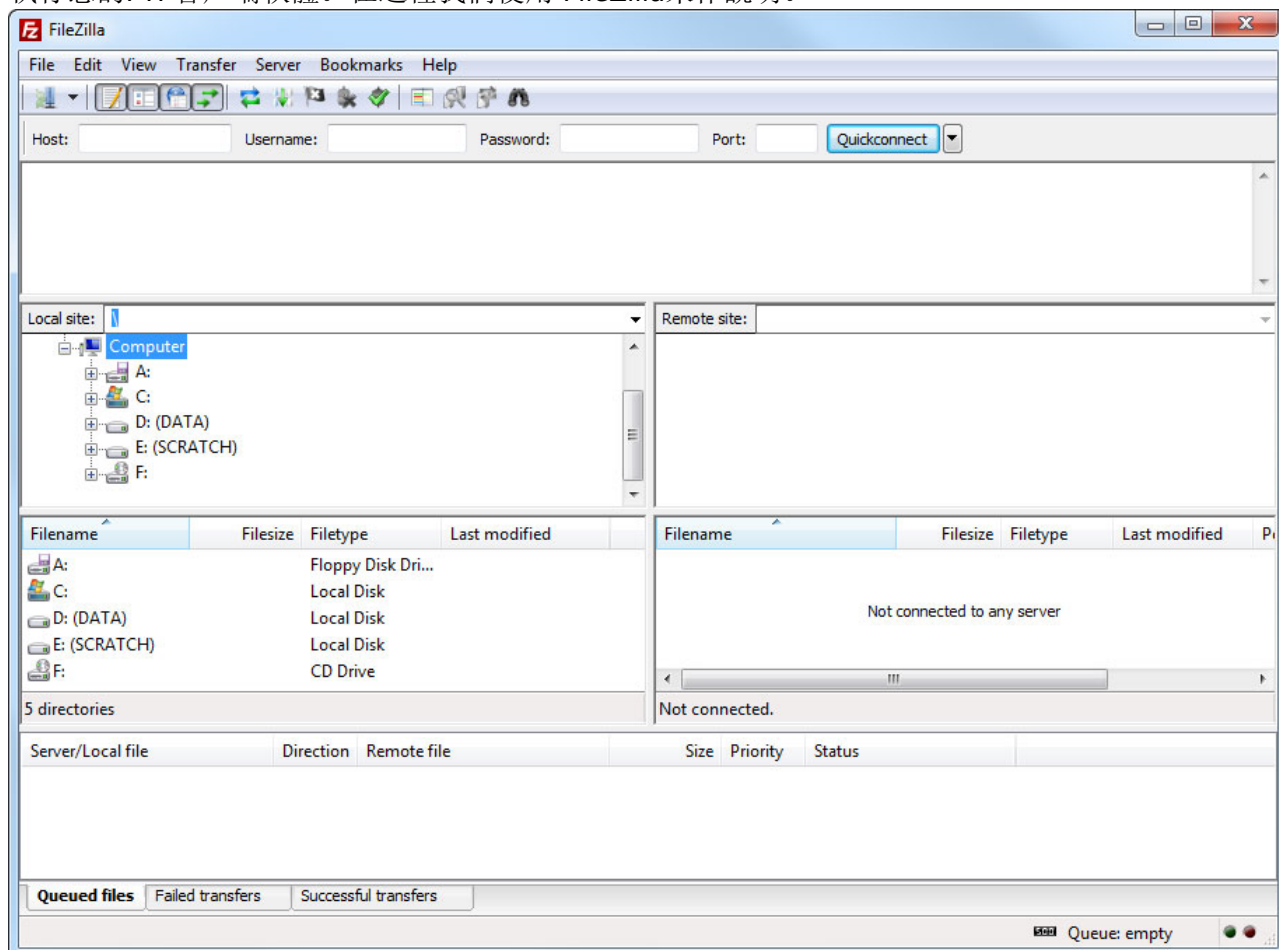 FileZilla
File Edit View Transfer Server Bookmarks Help
Host: Username: Password: Port: Quickconnect
Local site: \
Remote site:
Computer
A:
C:
D: (DATA)
E: (SCRATCH)
F:
Filename Filesize Filetype Last modified
Filename Filesize Filetype Last modified
A: Floppy Disk Dri...
C: Local Disk
D: (DATA) Local Disk
E: (SCRATCH) Local Disk
F: CD Drive
Not connected to any server
5 directories
Not connected.
Server/Local file Direction Remote file Size Priority Status
Queued files Failed transfers Successful transfers
Queue: empty